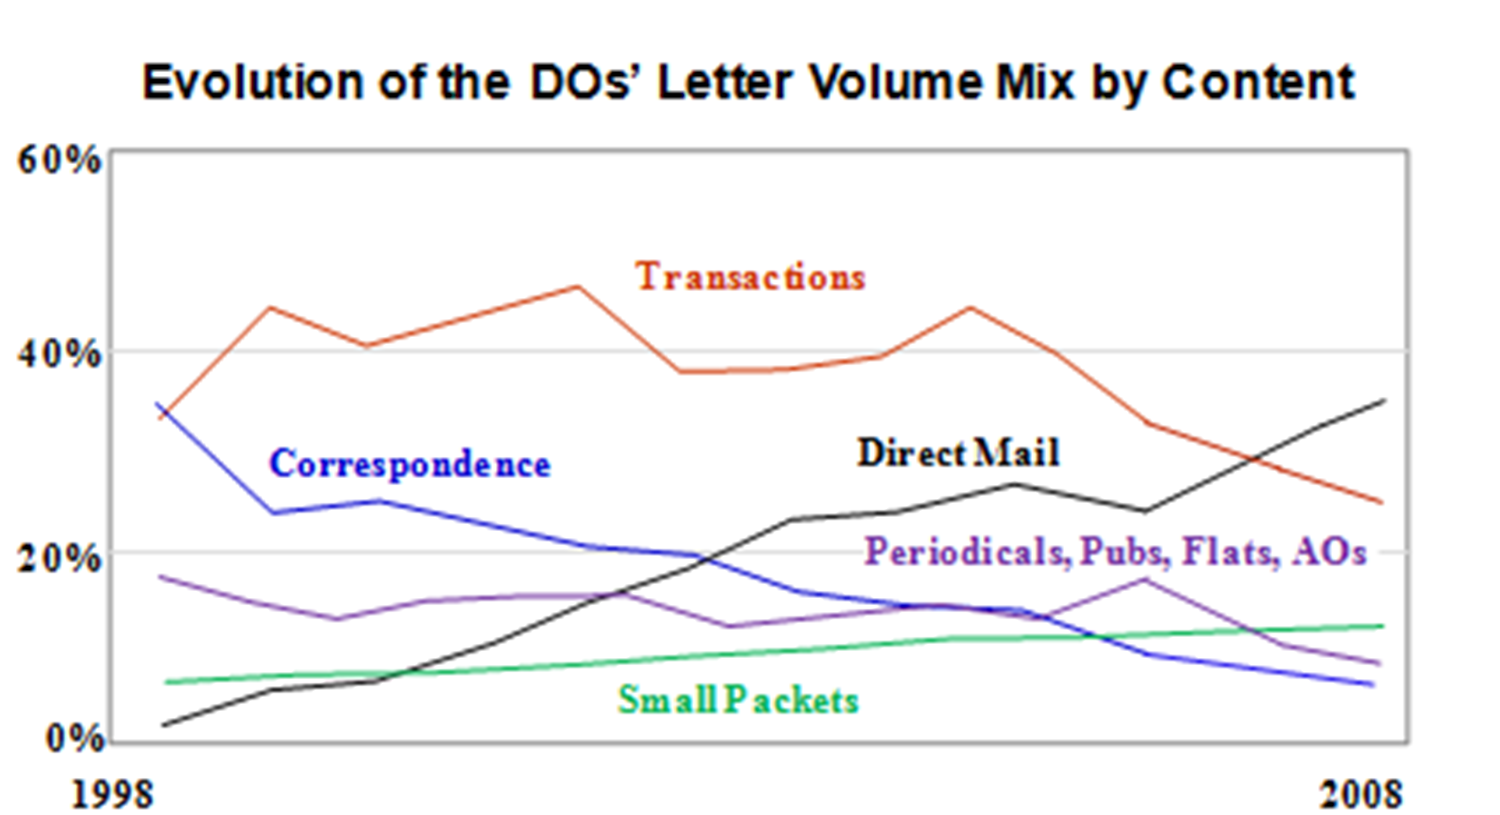 Evolution of the DOs’ Letter Volume Mix by Content
60%
Transactions
40%
Direct Mail
Correspondence
20%
Periodicals, Pubs, Flats, AOs
Small Packets
0%
1998
2008